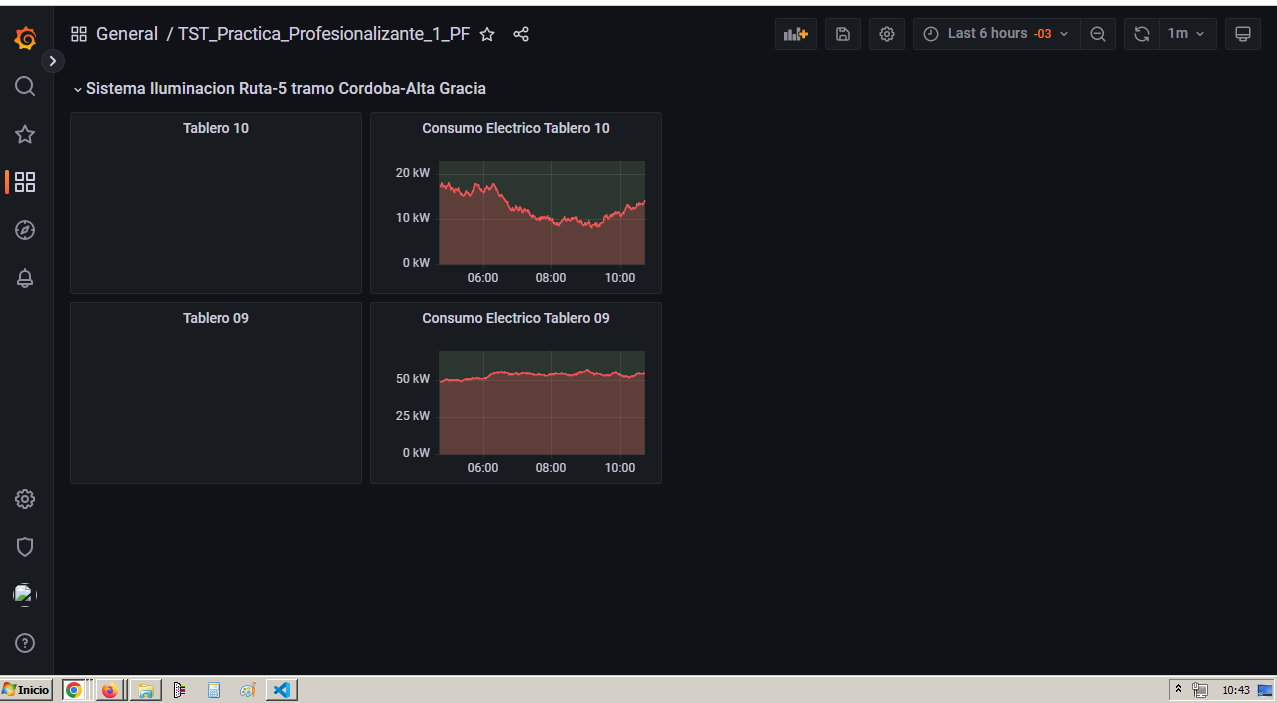 General / TST_Practica_Profesionalizante_1_PF
Last 6 hours -03
1m
Sistema Iluminacion Ruta-5 tramo Cordoba-Alta Gracia
Tablero 10
Consumo Electrico Tablero 10
20 kW
10 kW
0 kW
06:00 08:00 10:00
Tablero 09
Consumo Electrico Tablero 09
50 kW
25 kW
0 kW
06:00 08:00 10:00
Inicio
10:43